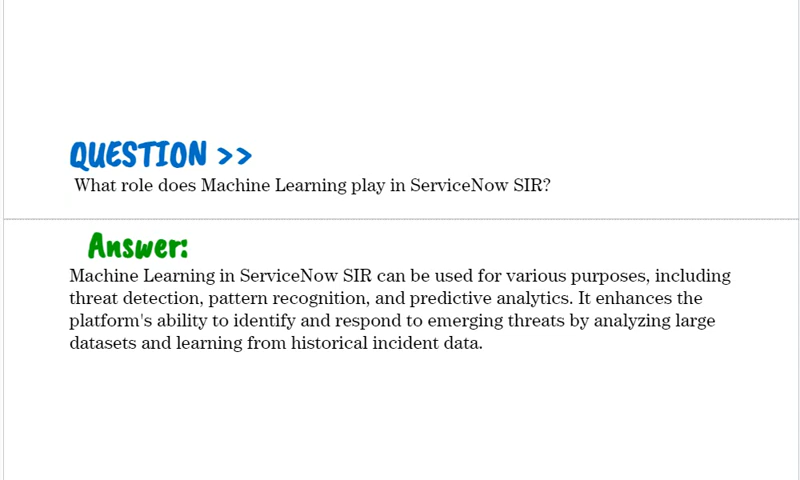 QUESTION >>
What role does Machine Learning play in ServiceNow SIR?
Answer:
Machine Learning in ServiceNow SIR can be used for various purposes, including
threat detection, pattern recognition, and predictive analytics. It enhances the
platform's ability to identify and respond to emerging threats by analyzing large
datasets and learning from historical incident data.